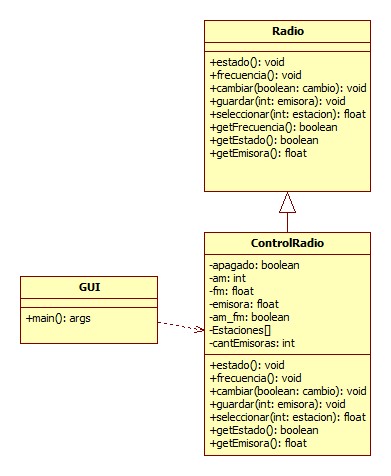 Radio
+estado(): void
+frecuencia(): void
+cambiar(boolean: cambio): void
+guardar(int: emisora): void
+seleccionar(int: estacion): float
+getFrecuencia(): boolean
+getEstado(): boolean
+getEmisora(): float
ControlRadio
-apagado: boolean
-am: int
-fm: float
-emisora: float
-am_fm: boolean
-Estaciones[]
-cantEmisoras: int
+estado(): void
+frecuencia(): void
+cambiar(boolean: cambio): void
+guardar(int: emisora): void
+seleccionar(int: estacion): float
+getEstado(): boolean
+getEmisora(): float
GUI
+main(): args